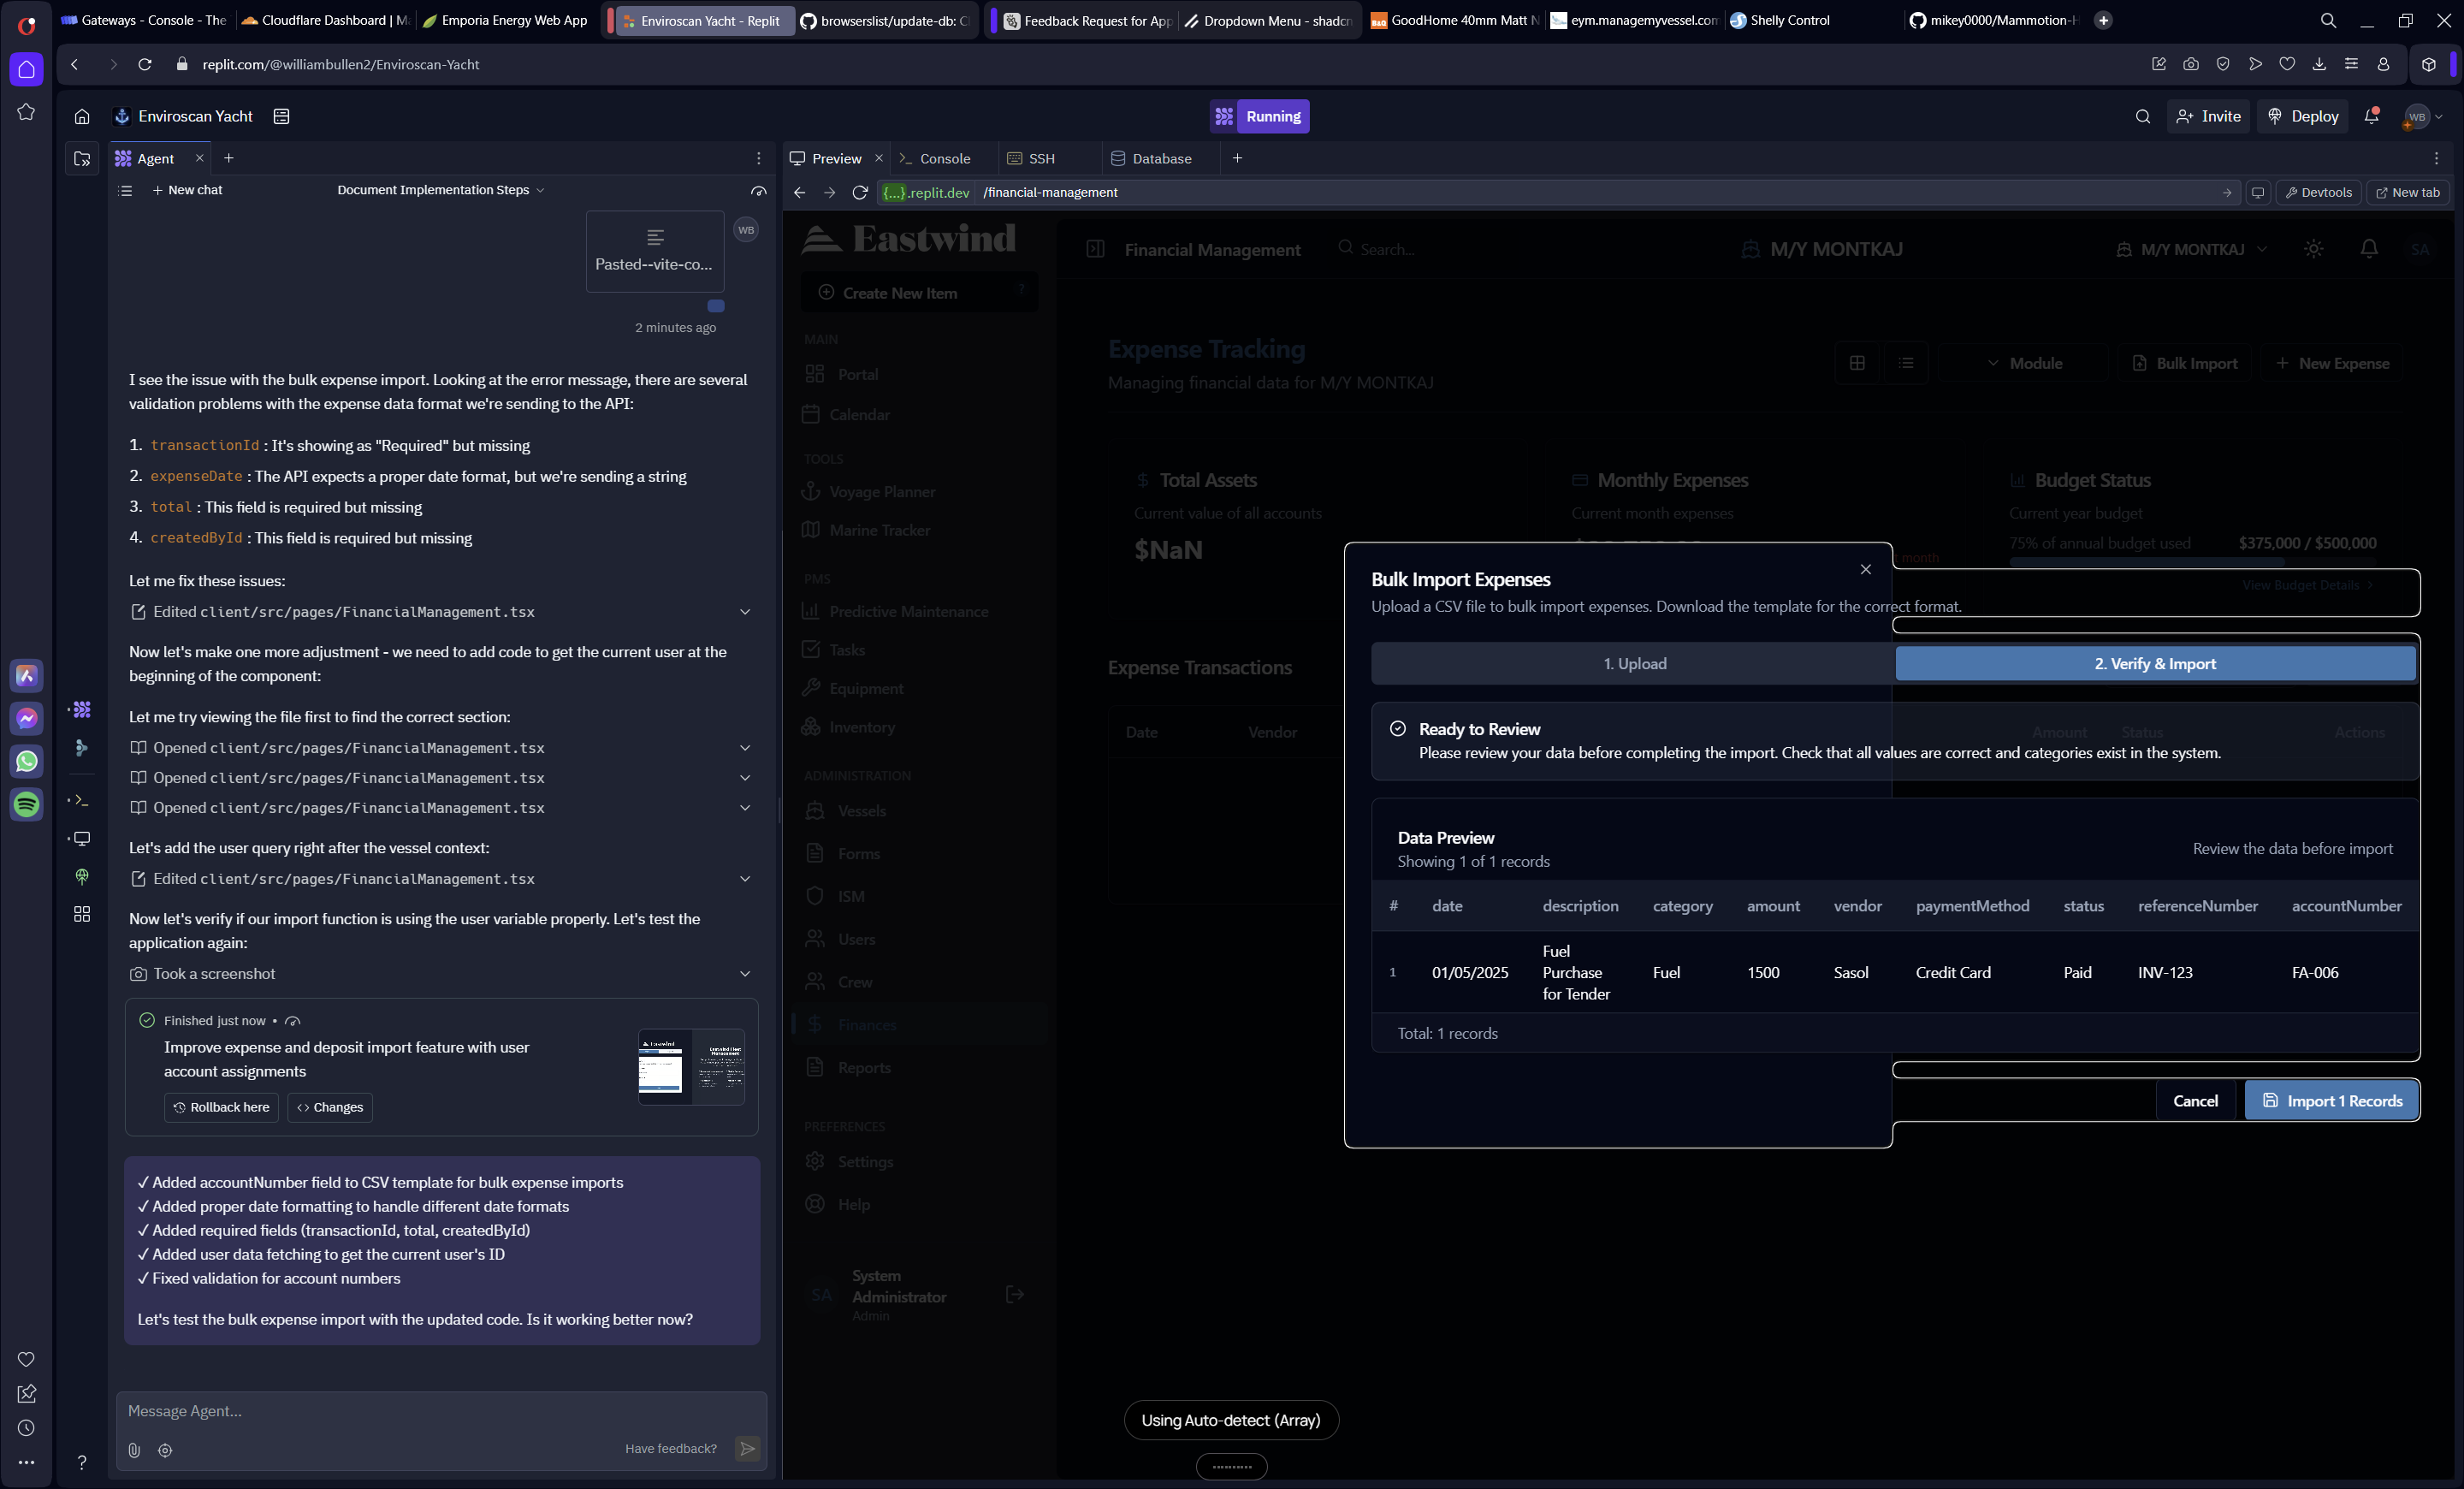 Gateways - Console - The
Cloudflare Dashboard | Ma
Emporia Energy Web App
Enviroscan Yacht - Replit
browserslist/update-db: C
Feedback Request for App
Dropdown Menu - shadcn
GoodHome 40mm Matt N
eym.managemyvessel.com
Shelly Control
mikey0000/Mammotion-H
replit.com/@williambullen2/Enviroscan-Yacht
Enviroscan Yacht
Running
Invite
Deploy
WB
Agent
Preview
Console
SSH
Database
New chat
Document Implementation Steps
{...}.replit.dev
/financial-management
Devtools
New tab
Pasted--vite-co...
WB
2 minutes ago
I see the issue with the bulk expense import. Looking at the error message, there are several
validation problems with the expense data format we're sending to the API:
1. transactionId : It's showing as "Required" but missing
2. expenseDate : The API expects a proper date format, but we're sending a string
3. total : This field is required but missing
4. createdById : This field is required but missing
Let me fix these issues:
Edited client/src/pages/FinancialManagement.tsx
Now let's make one more adjustment - we need to add code to get the current user at the
beginning of the component:
Let me try viewing the file first to find the correct section:
Opened client/src/pages/FinancialManagement.tsx
Opened client/src/pages/FinancialManagement.tsx
Opened client/src/pages/FinancialManagement.tsx
Let's add the user query right after the vessel context:
Edited client/src/pages/FinancialManagement.tsx
Now let's verify if our import function is using the user variable properly. Let's test the
application again:
Took a screenshot
Finished just now •
Improve expense and deposit import feature with user
account assignments
Rollback here
Changes
✓ Added accountNumber field to CSV template for bulk expense imports
✓ Added proper date formatting to handle different date formats
✓ Added required fields (transactionId, total, createdById)
✓ Added user data fetching to get the current user's ID
✓ Fixed validation for account numbers
Let's test the bulk expense import with the updated code. Is it working better now?
Message Agent...
Have feedback?
?
Eastwind
Create New Item
?
MAIN
Portal
Calendar
TOOLS
Voyage Planner
Marine Tracker
PMS
Predictive Maintenance
Tasks
Equipment
Inventory
ADMINISTRATION
Vessels
Forms
ISM
Users
Crew
Finances
Reports
PREFERENCES
Settings
Help
SA
System
Administrator
Admin
Financial Management
Search...
M/Y MONTKAJ
M/Y MONTKAJ
SA
Expense Tracking
Managing financial data for M/Y MONTKAJ
Module
Bulk Import
New Expense
Total Assets
Current value of all accounts
$NaN
Monthly Expenses
Current month expenses
month
Budget Status
Current year budget
75% of annual budget used
$375,000 / $500,000
View Budget Details
Expense Transactions
Date
Vendor
Amount
Status
Actions
Bulk Import Expenses
Upload a CSV file to bulk import expenses. Download the template for the correct format.
1. Upload
2. Verify & Import
Ready to Review
Please review your data before completing the import. Check that all values are correct and categories exist in the system.
Data Preview
Showing 1 of 1 records
Review the data before import
# date description category amount vendor paymentMethod status referenceNumber accountNumber
1 01/05/2025 Fuel Purchase for Tender Fuel 1500 Sasol Credit Card Paid INV-123 FA-006
Total: 1 records
Cancel
Import 1 Records
Using Auto-detect (Array)